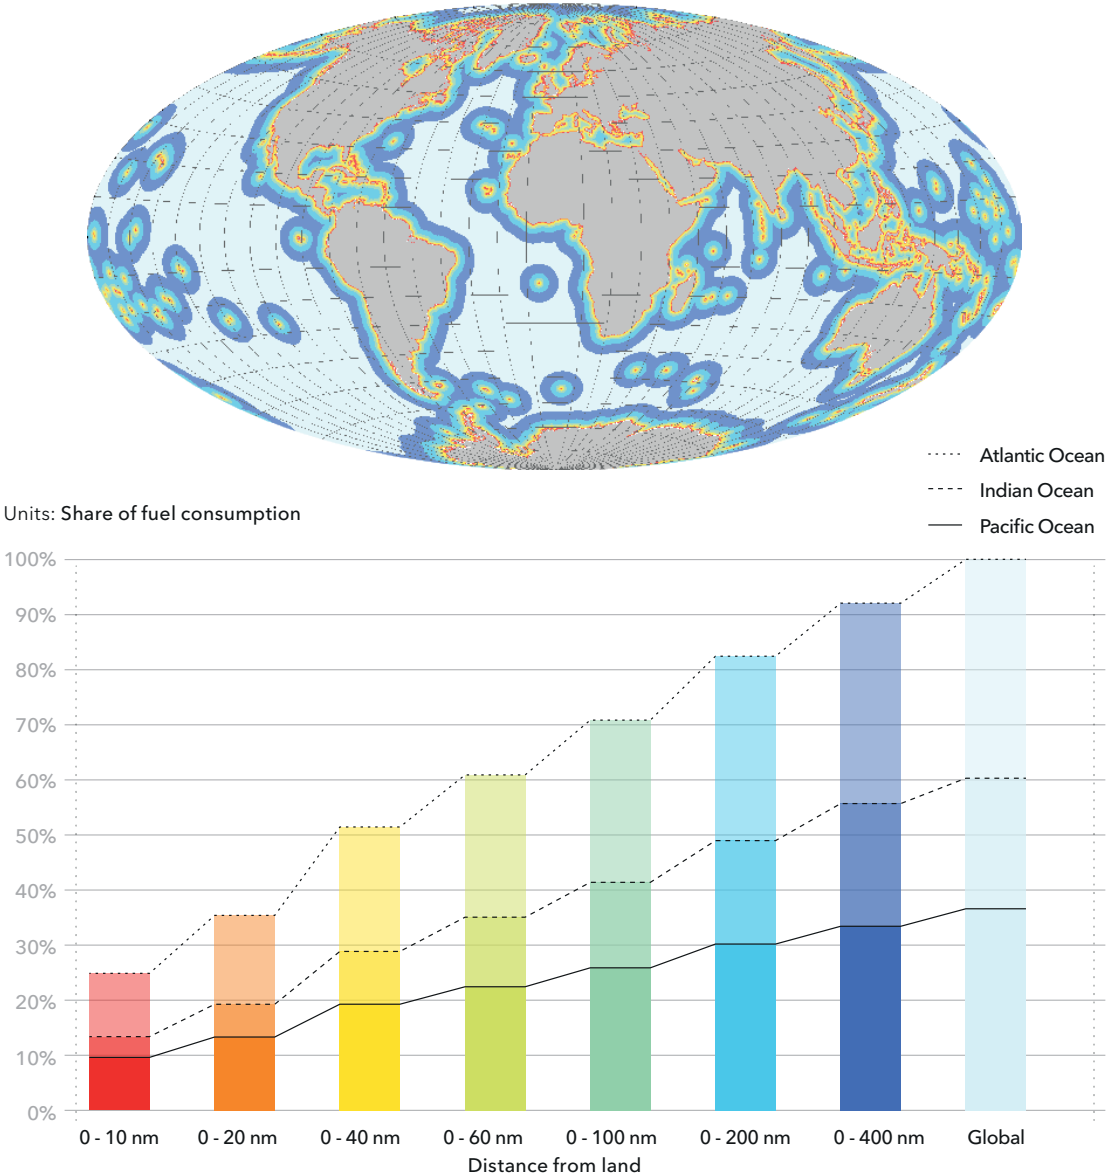 Atlantic Ocean
Indian Ocean
Units: Share of fuel consumption
Pacific Ocean
100%
90%
80%
70%
60%
50%
40%
30%
20%
10%
0%
0 - 10 nm 0 - 20 nm 0 - 40 nm 0 - 60 nm 0 - 100 nm 0 - 200 nm 0 - 400 nm Global
Distance from land